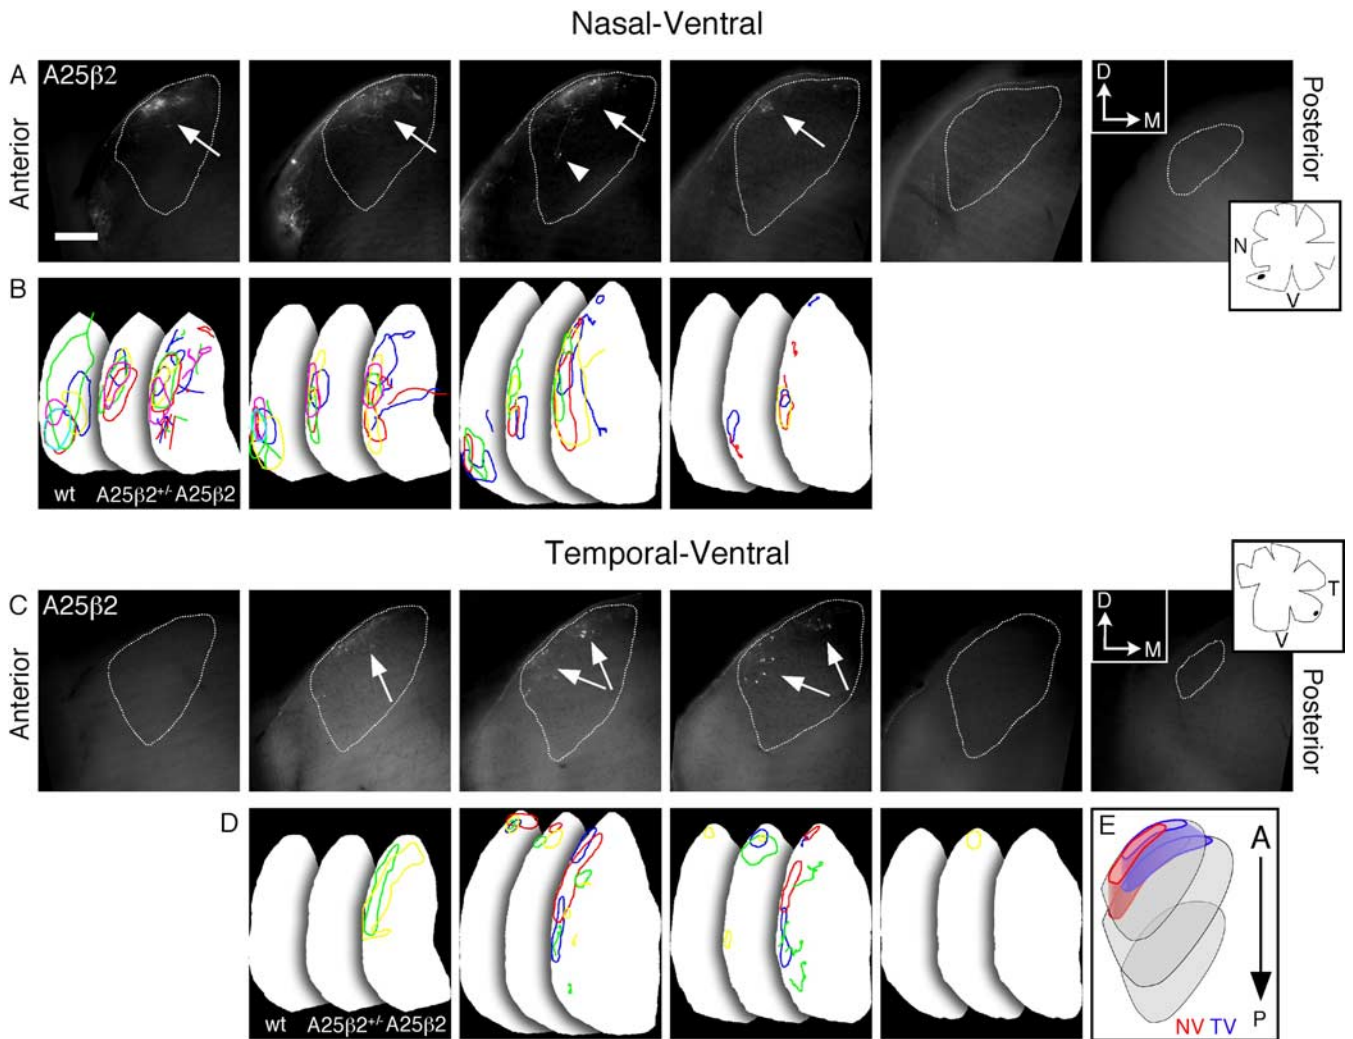 Nasal-Ventral
A
A25β2
Anterior
D
M
Posterior
N
V
B
wt
A25β2+/-
A25β2
Temporal-Ventral
C
A25β2
Anterior
D
M
T
V
Posterior
D
wt
A25β2+/-
A25β2
E
A
P
NV TV